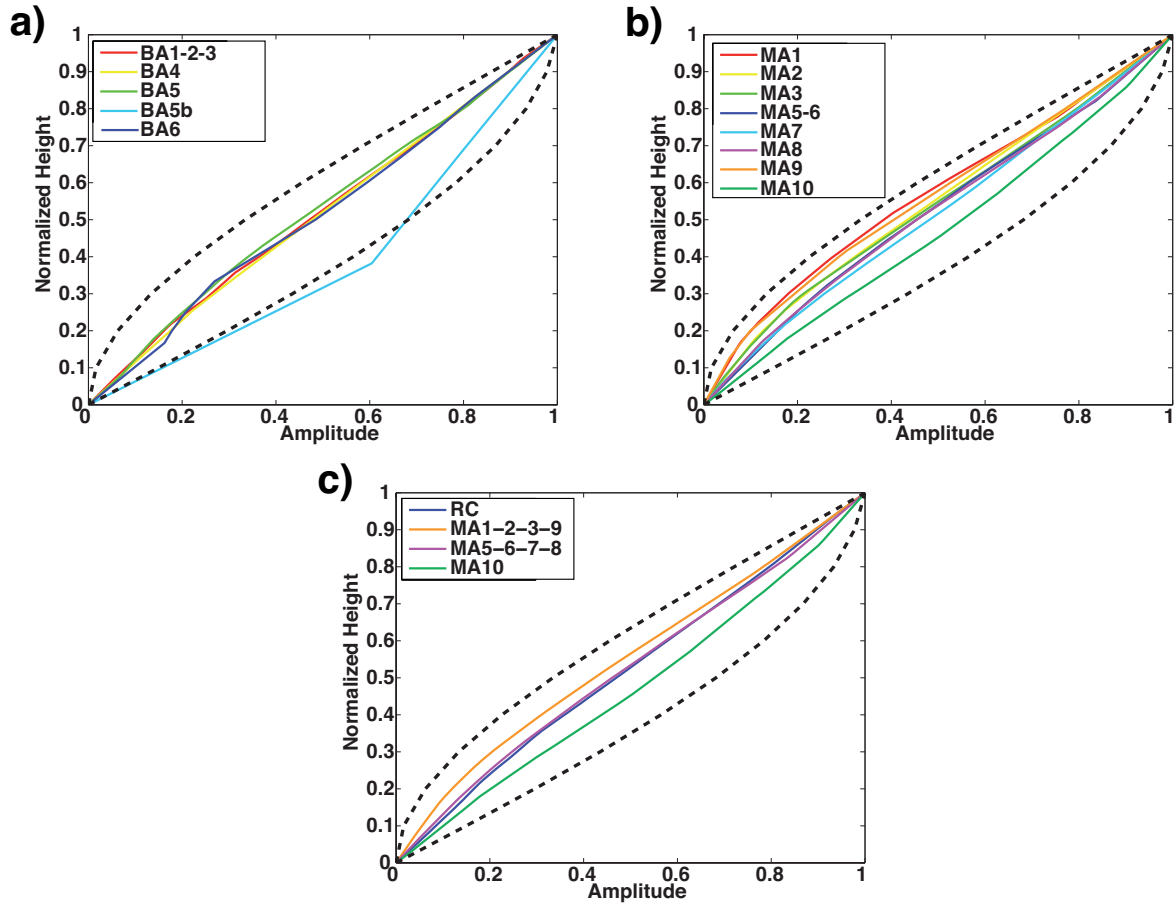 a)
BA1-2-3
BA4
BA5
BA5b
BA6
Normalized Height
1
0.9
0.8
0.7
0.6
0.5
0.4
0.3
0.2
0.1
0
0 0.2 0.4 0.6 0.8 1
Amplitude
b)
MA1
MA2
MA3
MA5-6
MA7
MA8
MA9
MA10
Normalized Height
1
0.9
0.8
0.7
0.6
0.5
0.4
0.3
0.2
0.1
0
0 0.2 0.4 0.6 0.8 1
Amplitude
c)
RC
MA1−2−3−9
MA5−6−7−8
MA10
Normalized Height
1
0.9
0.8
0.7
0.6
0.5
0.4
0.3
0.2
0.1
0
0 0.2 0.4 0.6 0.8 1
Amplitude